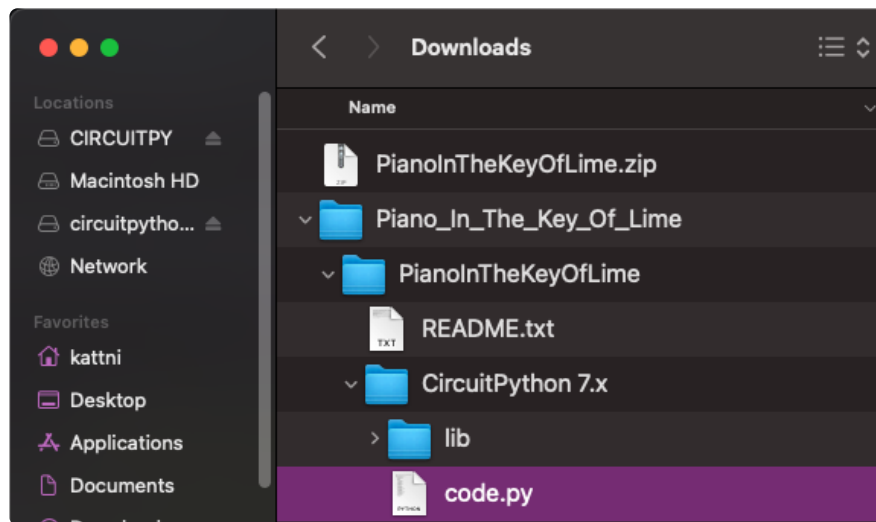 Locations
CIRCUITPY
Macintosh HD
circuitpytho...
Network
Favorites
kattni
Desktop
Applications
Documents
Downloads
Name
PianoInTheKeyOfLime.zip
ZIP
Piano_In_The_Key_Of_Lime
PianoInTheKeyOfLime
README.txt
TXT
CircuitPython 7.x
lib
code.py
PYTHON